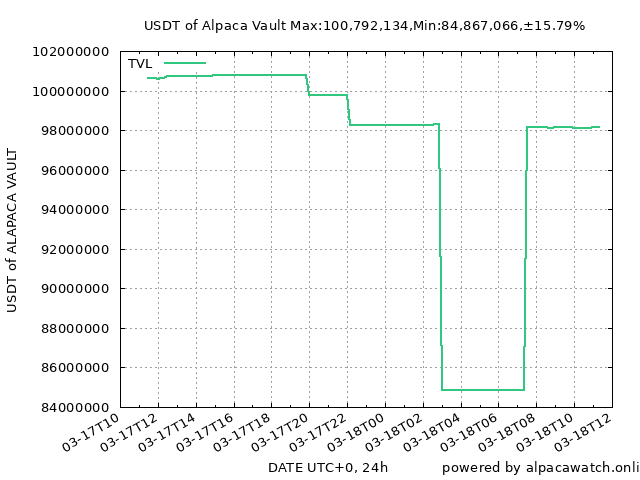 USDT of Alpaca Vault Max:100,792,134,Min:84,867,066,±15.79%
TVL
102000000
100000000
98000000
96000000
94000000
92000000
90000000
88000000
86000000
84000000
USDT of ALAPACA VAULT
03-17T10
03-17T12
03-17T14
03-17T16
03-17T18
03-17T20
03-17T22
03-18T00
03-18T02
03-18T04
03-18T06
03-18T08
03-18T10
03-18T12
DATE UTC+0, 24h
powered by alpacawatch.onli